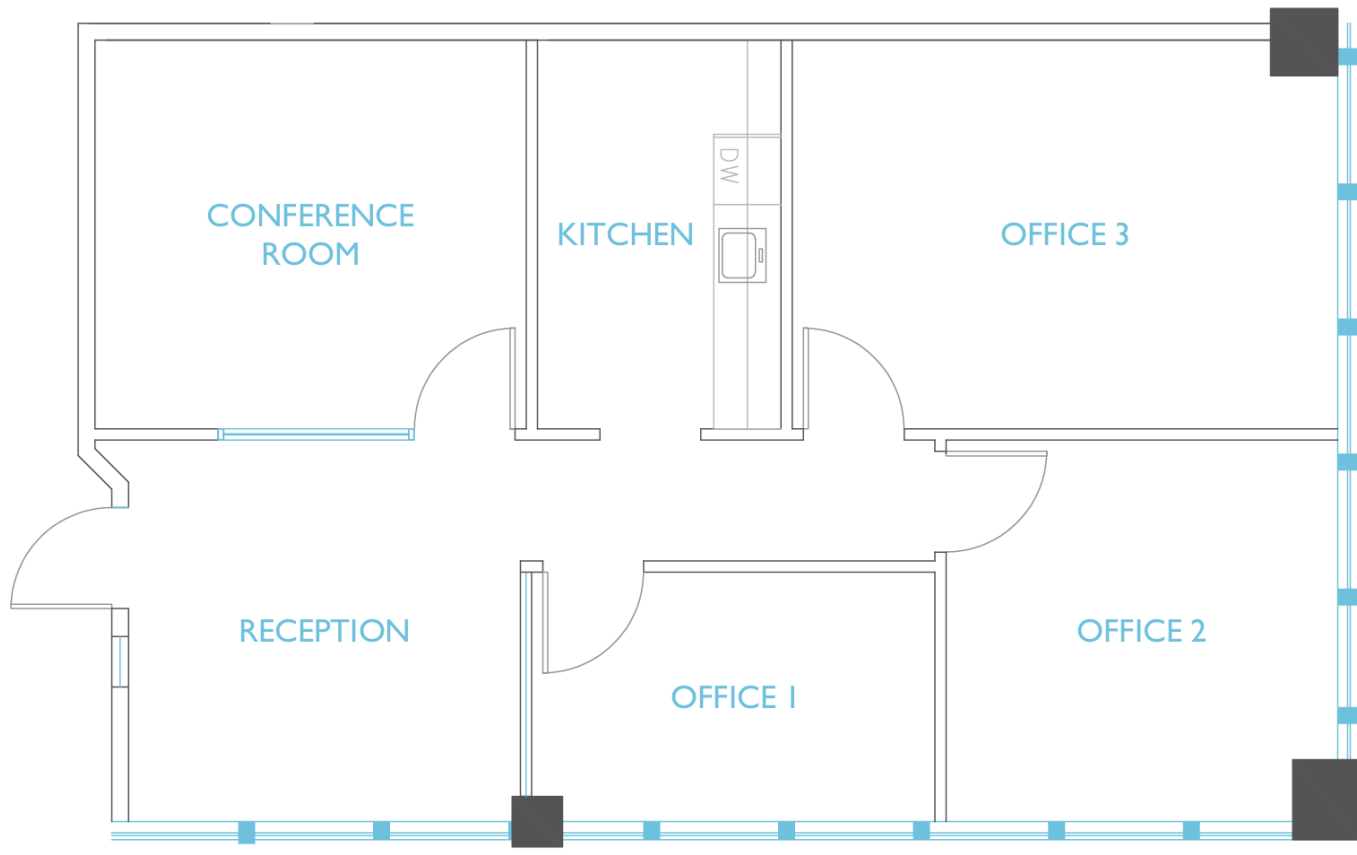 CONFERENCE
ROOM
KITCHEN
DW
OFFICE 3
RECEPTION
OFFICE 2
OFFICE 1